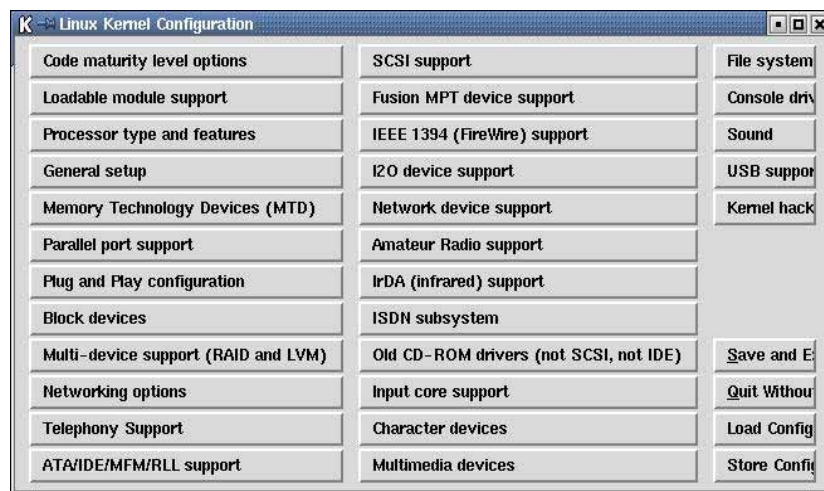 Linux Kernel Configuration
Code maturity level options
Loadable module support
Processor type and features
General setup
Memory Technology Devices (MTD)
Parallel port support
Plug and Play configuration
Block devices
Multi-device support (RAID and LVM)
Networking options
Telephony Support
ATA/IDE/MFM/RLL support
SCSI support
Fusion MPT device support
IEEE 1394 (FireWire) support
I2O device support
Network device support
Amateur Radio support
IrDA (infrared) support
ISDN subsystem
Old CD-ROM drivers (not SCSI, not IDE)
Input core support
Character devices
Multimedia devices
File system
Console
Sound
USB
Kernel hack
Save and
Quit
Load Config
Store